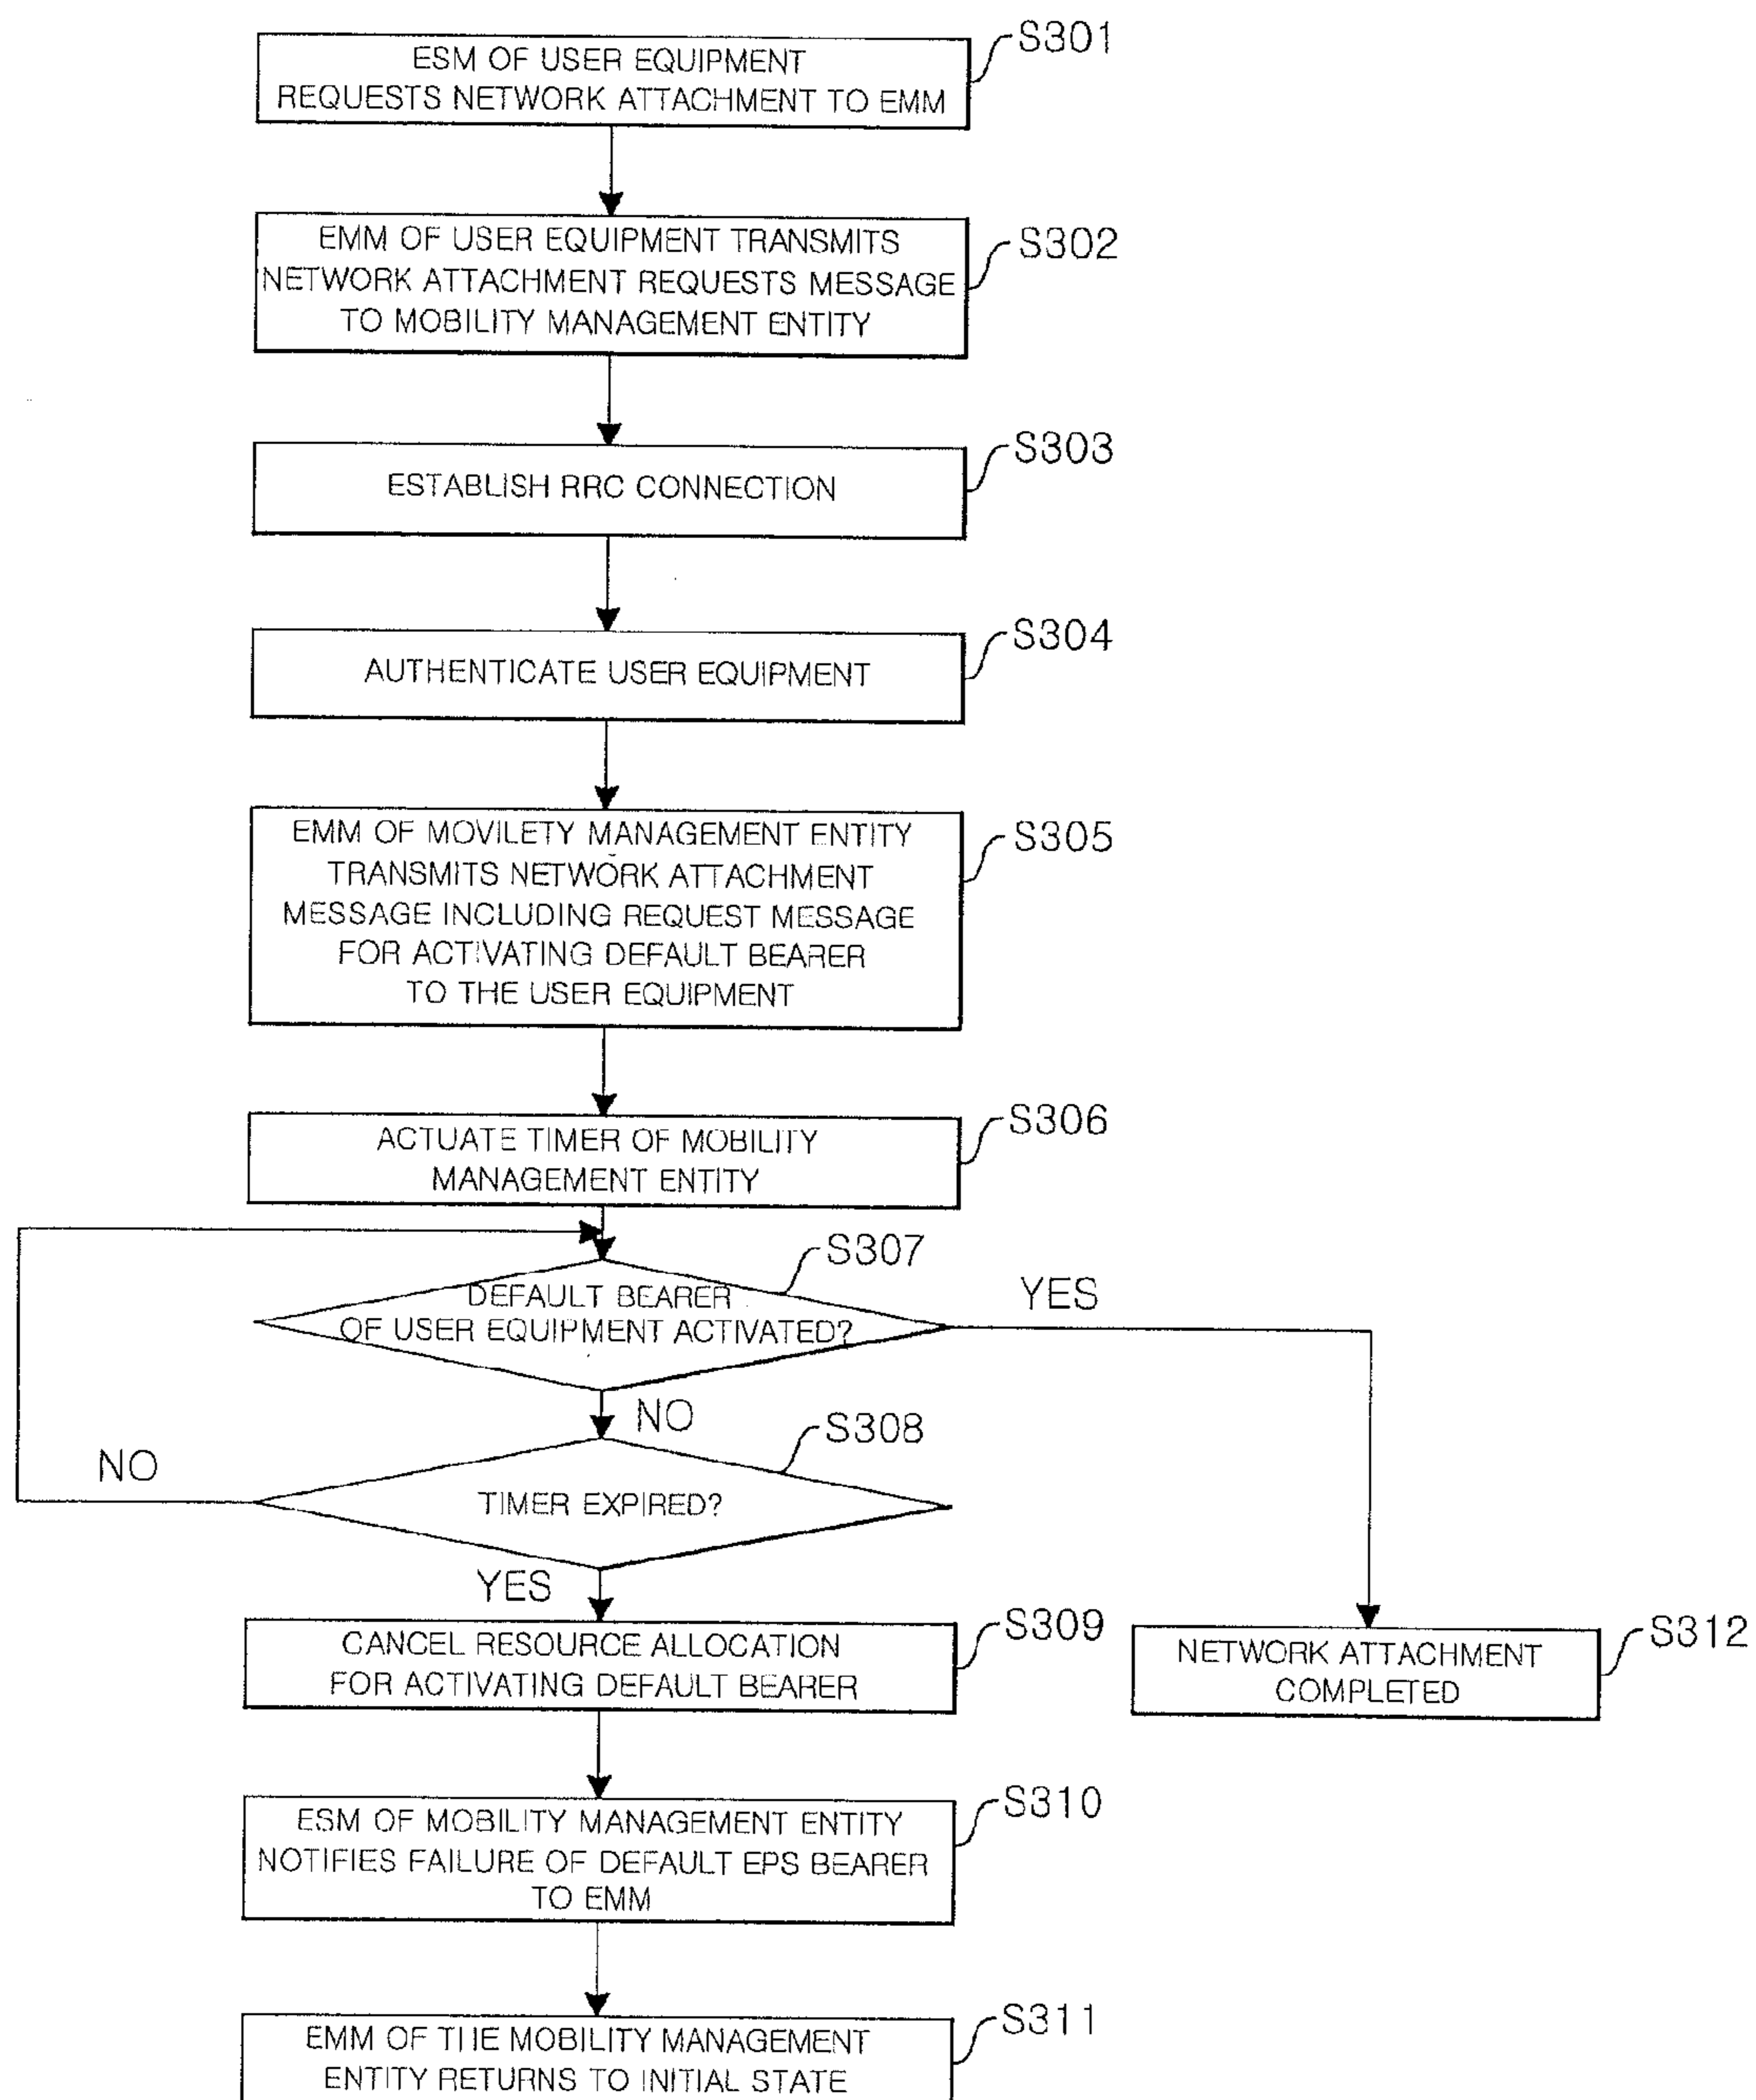 ESM OF USER EQUIPMENT
REQUESTS NETWORK ATTACHMENT TO EMM
S301
EMM OF USER EQUIPMENT TRANSMITS
NETWORK ATTACHMENT REQUESTS MESSAGE
TO MOBILITY MANAGEMENT ENTITY
S302
ESTABLISH RRC CONNECTION
S303
AUTHENTICATE USER EQUIPMENT
S304
EMM OF MOVILETY MANAGEMENT ENTITY
TRANSMITS NETWORK ATTACHMENT
MESSAGE INCLUDING REQUEST MESSAGE
FOR ACTIVATING DEFAULT BEARER
TO THE USER EQUIPMENT
S305
ACTUATE TIMER OF MOBILITY
MANAGEMENT ENTITY
S306
DEFAULT BEARER
OF USER EQUIPMENT ACTIVATED?
S307
YES
NO
TIMER EXPIRED?
S308
NO
YES
CANCEL RESOURCE ALLOCATION
FOR ACTIVATING DEFAULT BEARER
S309
NETWORK ATTACHMENT
COMPLETED
S312
ESM OF MOBILITY MANAGEMENT ENTITY
NOTIFIES FAILURE OF DEFAULT EPS BEARER
TO EMM
S310
EMM OF THE MOBILITY MANAGEMENT
ENTITY RETURNS TO INITIAL STATE
S311